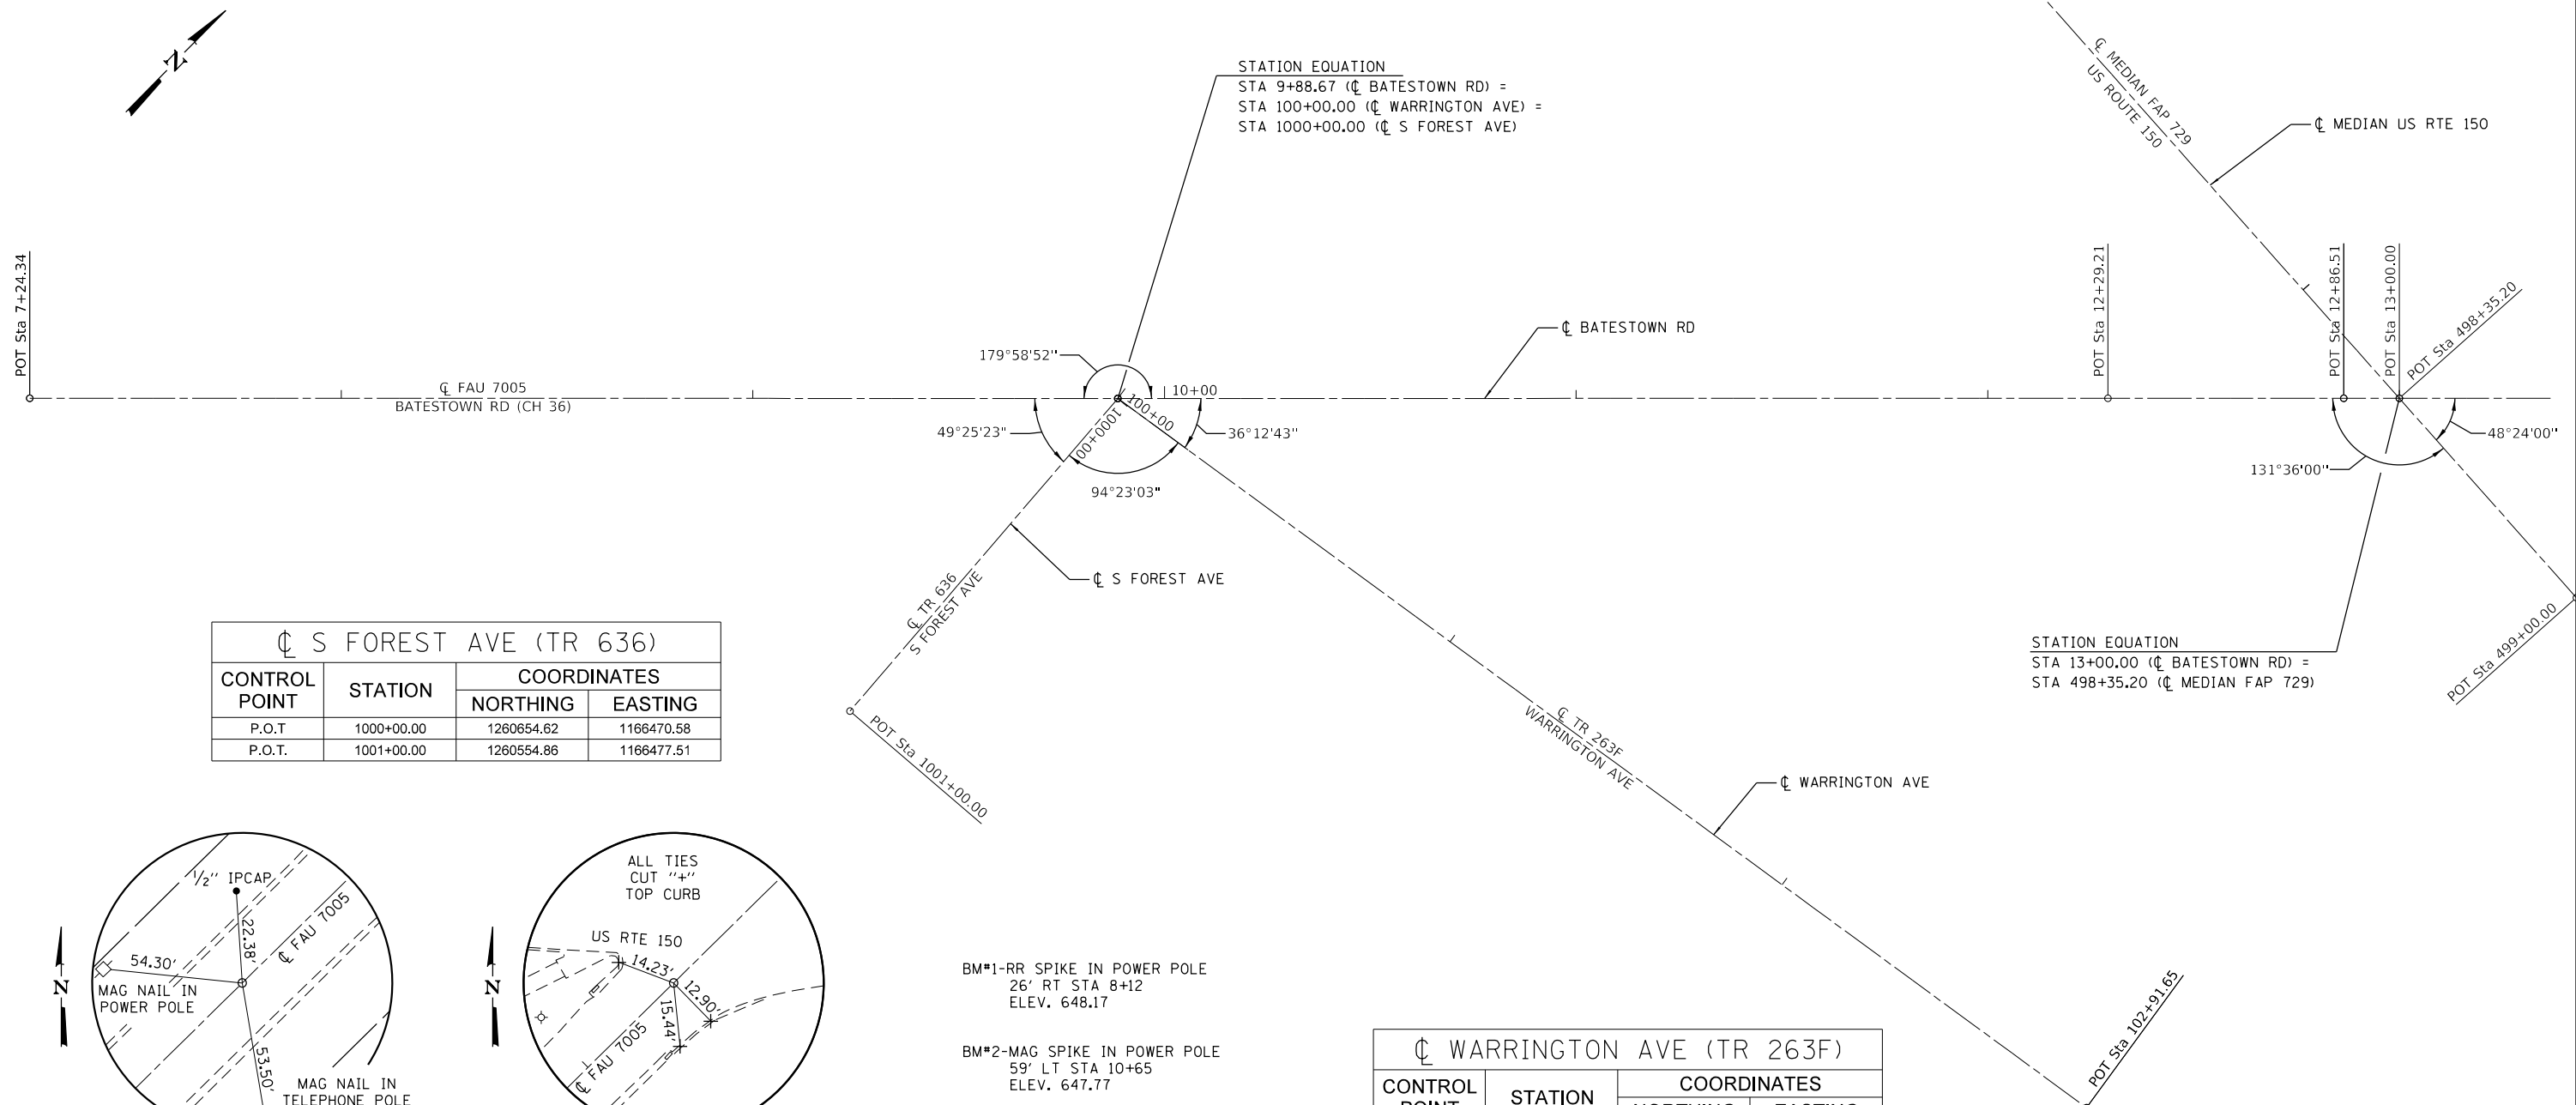 N
STATION EQUATION
STA 9+88.67 (℄ BATESTOWN RD) =
STA 100+00.00 (℄ WARRINGTON AVE) =
STA 1000+00.00 (℄ S FOREST AVE)
℄ MEDIAN FAP 729
US ROUTE 150
℄ MEDIAN US RTE 150
POT Sta 7+24.34
℄ FAU 7005
BATESTOWN RD (CH 36)
179°58'52"
10+00
100+00
1000+00
49°25'23"
36°12'43"
94°23'03"
℄ BATESTOWN RD
POT Sta 12+29.21
POT Sta 12+86.51
POT Sta 13+00.00
POT Sta 498+35.20
48°24'00"
131°36'00"
℄ S FOREST AVE
℄ TR 636
S FOREST AVE
POT Sta 1001+00.00
STATION EQUATION
STA 13+00.00 (℄ BATESTOWN RD) =
STA 498+35.20 (℄ MEDIAN FAP 729)
POT Sta 499+00.00
℄ TR 263F
WARRINGTON AVE
℄ WARRINGTON AVE
POT Sta 102+91.65
℄ S FOREST AVE (TR 636)
CONTROL POINT STATION COORDINATES
NORTHING EASTING
P.O.T 1000+00.00 1260654.62 1166470.58
P.O.T. 1001+00.00 1260554.86 1166477.51
N
1/2" IPCAP
22.38'
℄ FAU 7005
54.30'
MAG NAIL IN
POWER POLE
53.50'
MAG NAIL IN
TELEPHONE POLE
N
ALL TIES
CUT "+"
TOP CURB
US RTE 150
14.23'
12.90'
15.44'
℄ FAU 7005
BM#1-RR SPIKE IN POWER POLE
26' RT STA 8+12
ELEV. 648.17
BM#2-MAG SPIKE IN POWER POLE
59' LT STA 10+65
ELEV. 647.77
℄ WARRINGTON AVE (TR 263F)
CONTROL POINT STATION COORDINATES
NORTHING EASTING